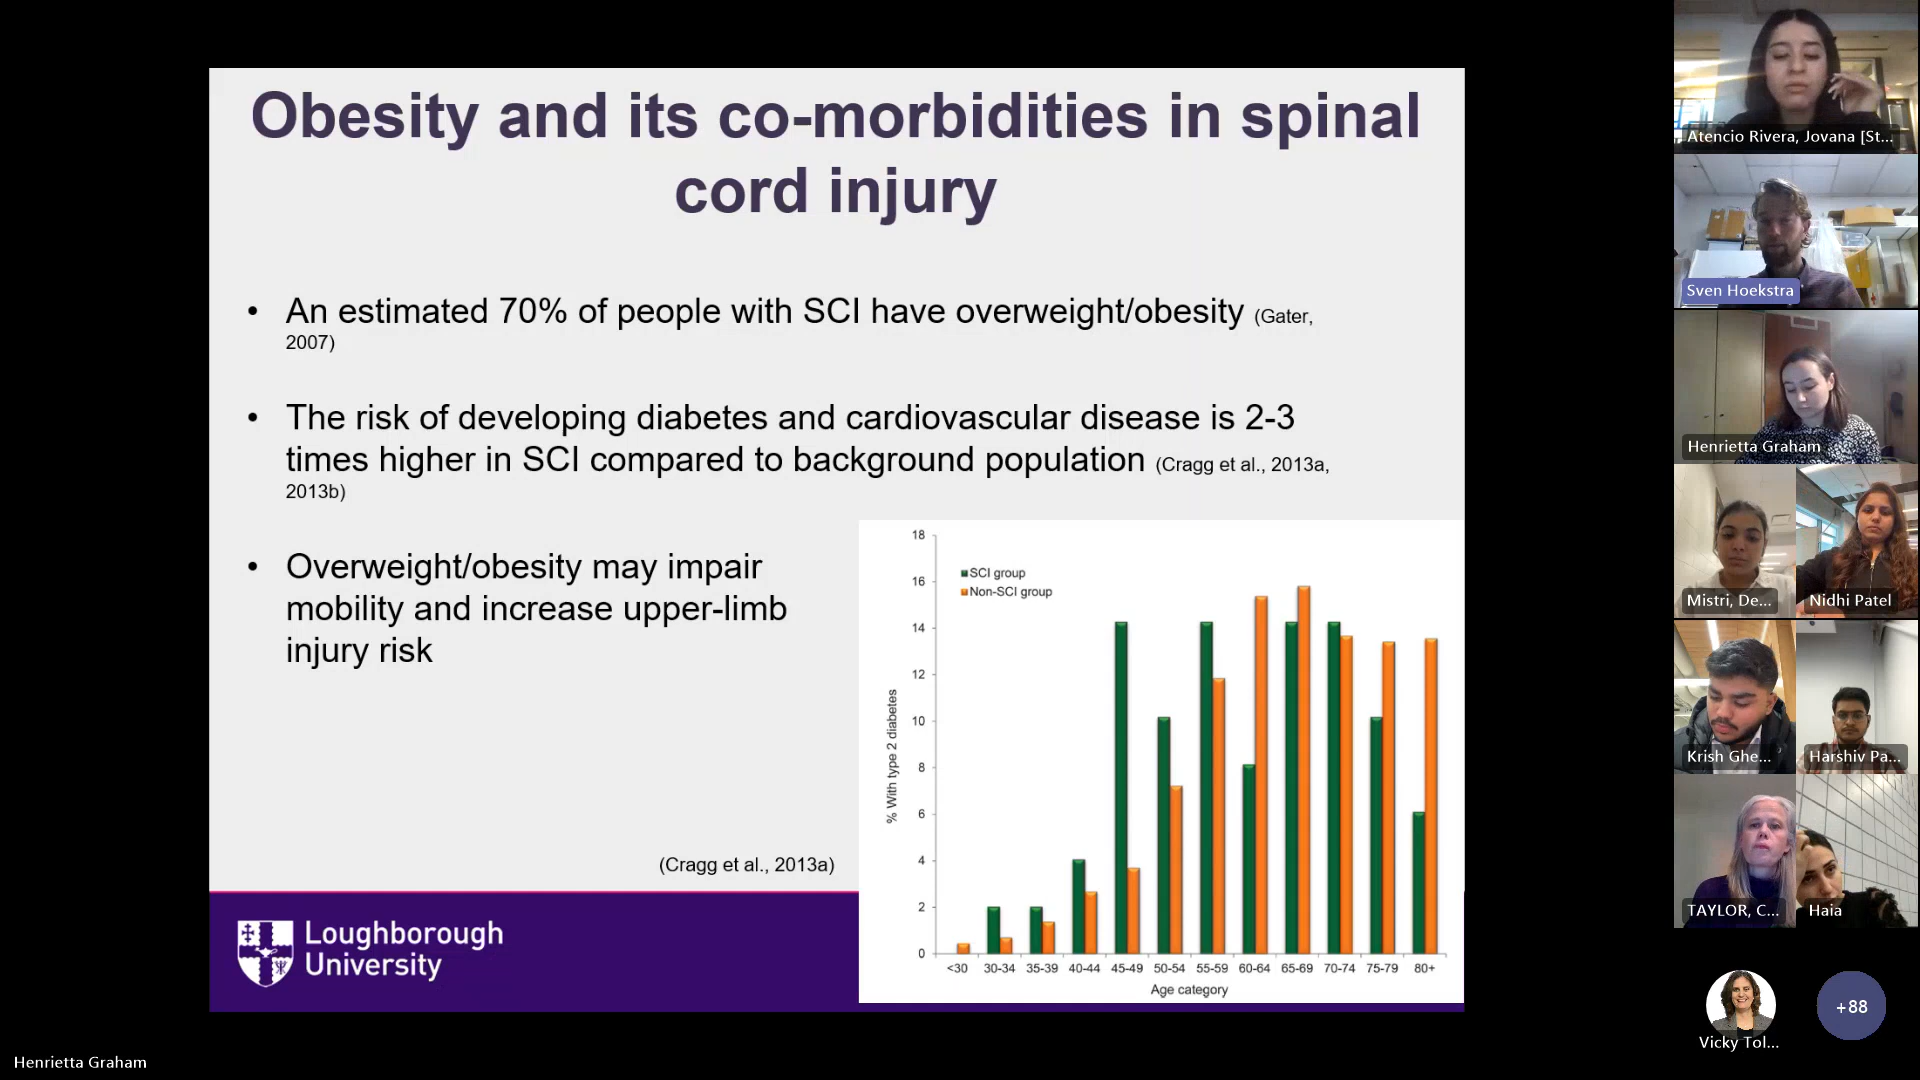 Obesity and its co-morbidities in spinal
cord injury
• An estimated 70% of people with SCI have overweight/obesity (Gater,
2007)
• The risk of developing diabetes and cardiovascular disease is 2-3
times higher in SCI compared to background population (Cragg et al., 2013a,
2013b)
• Overweight/obesity may impair
mobility and increase upper-limb
injury risk
(Cragg et al., 2013a)
Loughborough
University
18
16
14
12
10
8
6
4
2
0
% With type 2 diabetes
SCI group
Non-SCI group
<30 30-34 35-39 40-44 45-49 50-54 55-59 60-64 65-69 70-74 75-79 80+
Age category
Atencio Rivera, Jovana [St...
Sven Hoekstra
Henrietta Graham
Mistri, De...
Nidhi Patel
Krish Ghe...
Harshiv Pa...
TAYLOR, C...
Haia
Vicky Tol...
+88
Henrietta Graham